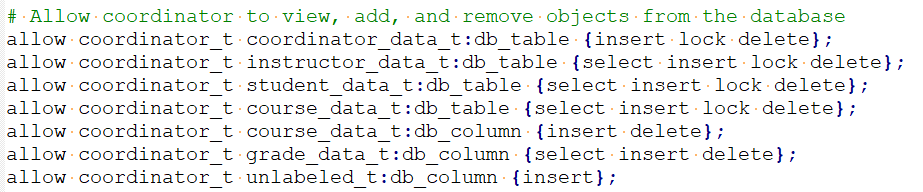 # Allow coordinator to view, add, and remove objects from the database
allow coordinator_t coordinator_data_t:db_table {insert lock delete};
allow coordinator_t instructor_data_t:db_table {select insert lock delete};
allow coordinator_t student_data_t:db_table {select insert lock delete};
allow coordinator_t course_data_t:db_table {select insert lock delete};
allow coordinator_t course_data_t:db_column {insert delete};
allow coordinator_t grade_data_t:db_column {select insert delete};
allow coordinator_t unlabeled_t:db_column {insert};